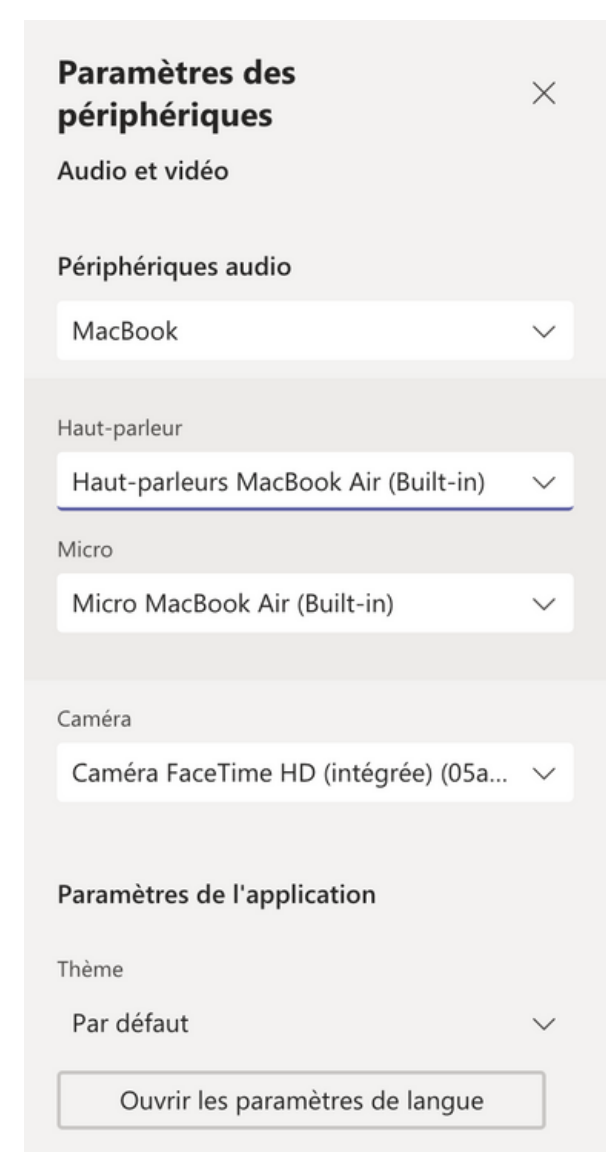 Paramètres des
périphériques
Audio et vidéo
Périphériques audio
MacBook
Haut-parleur
Haut-parleurs MacBook Air (Built-in)
Micro
Micro MacBook Air (Built-in)
Caméra
Caméra FaceTime HD (intégrée) (05a...
Paramètres de l'application
Thème
Par défaut
Ouvrir les paramètres de langue